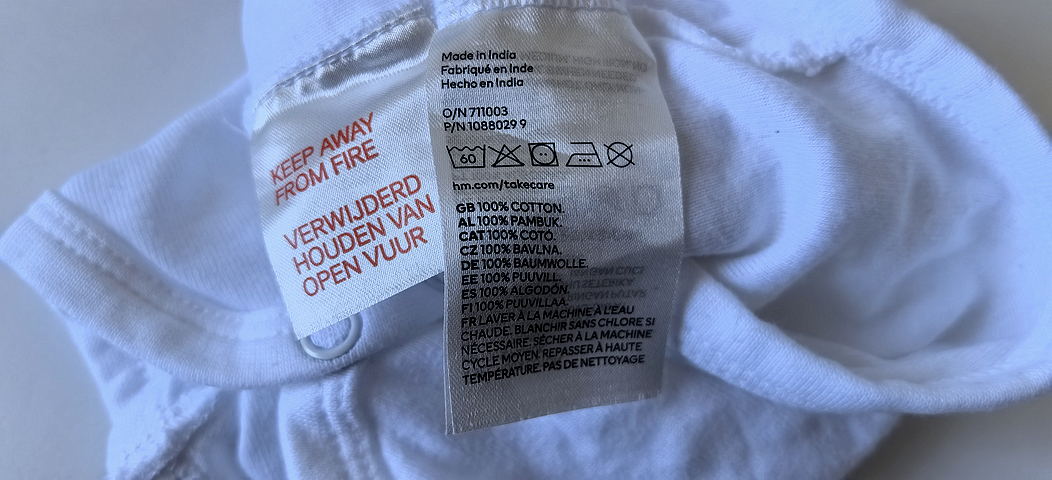 KEEP AWAY
FROM FIRE
VERWIJDERD
HOUDEN VAN
OPEN VUUR
Made in India
Fabriqué en Inde
Hecho en India
O/N 711003
P/N 1088029 9
60
hm.com/takecare
GB 100% COTTON.
AL 100% PAMBUK.
CAT 100% COTÓ.
CZ 100% BAVLNA.
DE 100% BAUMWOLLE.
EE 100% PUUVILL.
ES 100% ALGODÓN.
FI 100% PUUVILLAA.
FR LAVER À LA MACHINE À L'EAU
CHAUDE. BLANCHIR SANS CHLORE SI
NÉCESSAIRE. SÉCHER À LA MACHINE
CYCLE MOYEN. REPASSER À HAUTE
TEMPÉRATURE. PAS DE NETTOYAGE